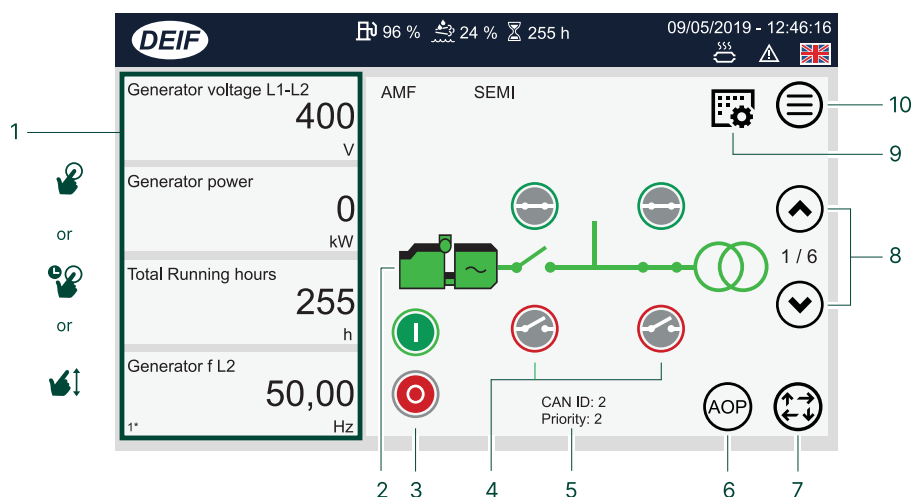 DEIF
96 % 24 % 255 h
09/05/2019 - 12:46:16
Generator voltage L1-L2
400
V
Generator power
0
kW
Total Running hours
255
h
Generator f L2
50,00
1* Hz
AMF SEMI
1 / 6
CAN ID: 2
Priority: 2
AOP
1
or
or
2
3
4
5
6
7
8
9
10